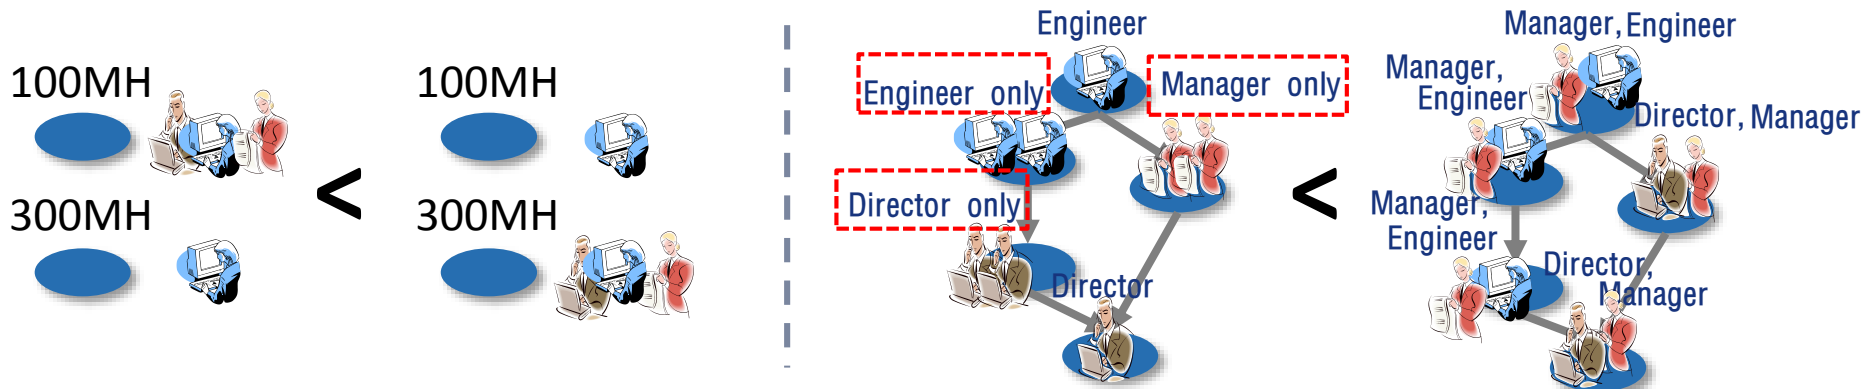 100MH
300MH
<
100MH
300MH
Engineer
Engineer only
Manager only
Director only
Director
<
Manager, Engineer
Manager,
Engineer
Director, Manager
Manager,
Engineer
Director,
Manager